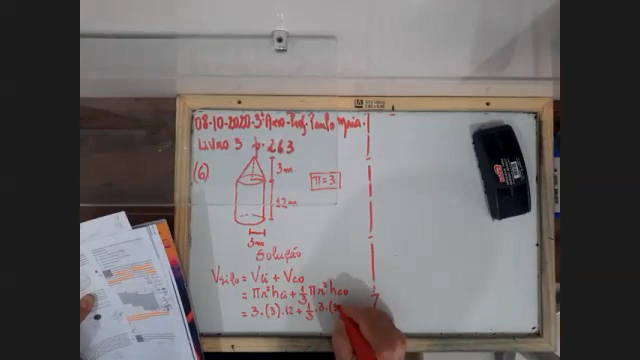 08-10-2020-3º Ano-Prof. Paulo Maia.
Livro 3 p. 263
(6)
3m
π=3
12m
3m
Solução
Vsilo = Vci + Vco
= πr²hci + 1/3 πr²hco
= 3.(3).12 + 1/3.3.(3